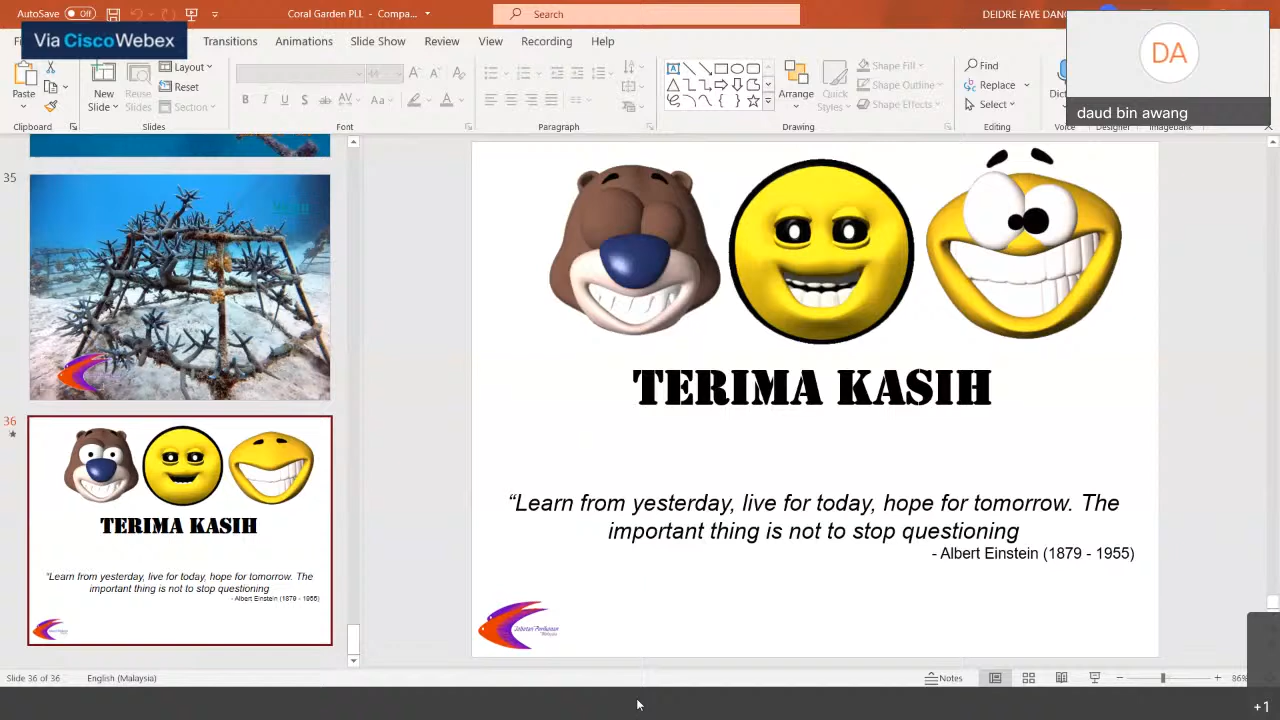 AutoSave Off
Coral Garden PLL - Compa...
Search
DEIDRE FAYE
Via CiscoWebex
Transitions Animations Slide Show Review View Recording Help
DA
daud bin awang
Paste
New Slide
Reuse Slides
Layout
Reset
Section
Arrange
Quick Styles
Shape Fill
Shape Outline
Shape Effects
Find
Replace
Select
Clipboard Slides Font Paragraph Drawing Editing
35
36
TERIMA KASIH
“Learn from yesterday, live for today, hope for tomorrow. The
important thing is not to stop questioning
- Albert Einstein (1879 - 1955)
TERIMA KASIH
“Learn from yesterday, live for today, hope for tomorrow. The
important thing is not to stop questioning
- Albert Einstein (1879 - 1955)
Jabatan Perikanan
Malaysia
Slide 36 of 36 English (Malaysia) Notes 86%
+1